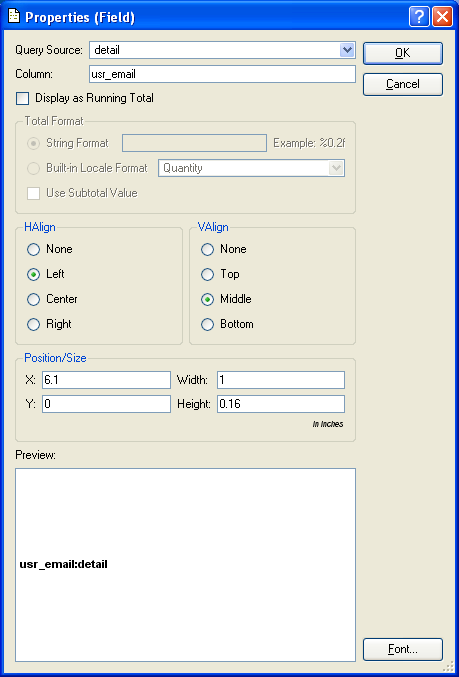 Properties (Field)
Query Source: detail
OK
Column: usr_email
Cancel
Display as Running Total
Total Format
String Format Example: %0.2f
Built-in Locale Format Quantity
Use Subtotal Value
HAlign
VAlign
None
None
Left
Top
Center
Middle
Right
Bottom
Position/Size
X: 6.1 Width: 1
Y: 0 Height: 0.16
in inches
Preview:
usr_email:detail
Font...